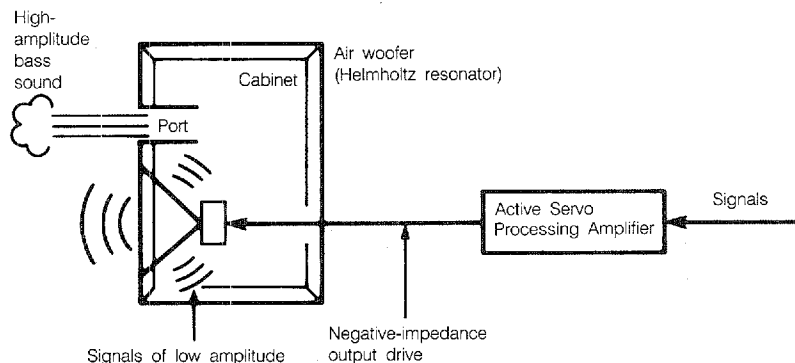 High-
amplitude
bass
sound
Air woofer
(Helmholtz resonator)
Cabinet
Port
Signals
Active Servo
Processing Amplifier
Negative-impedance
output drive
Signals of low amplitude